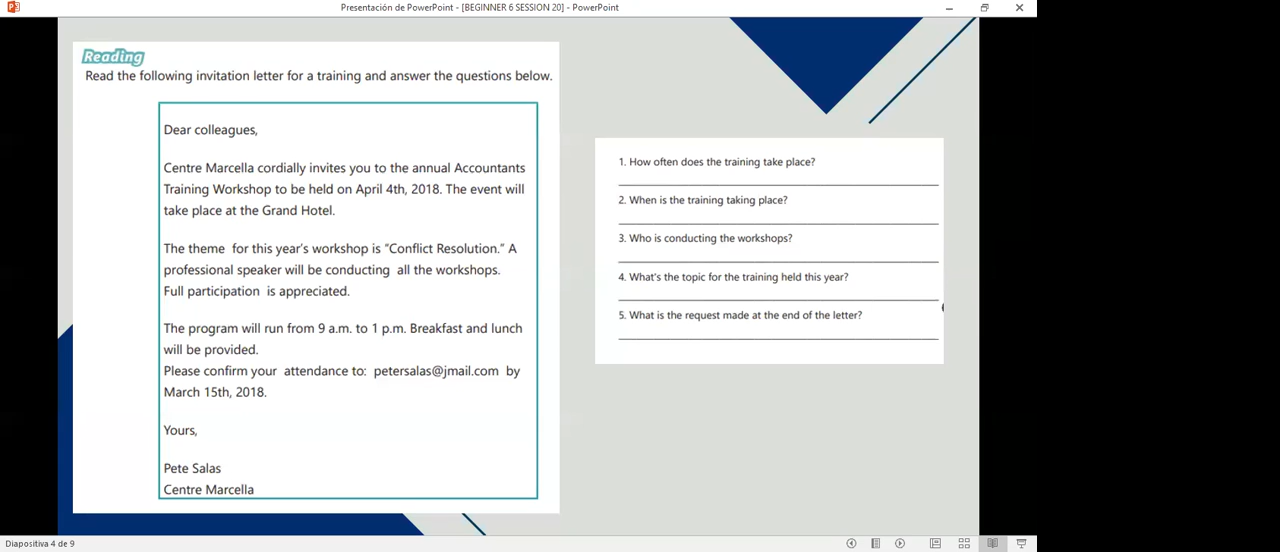 Presentación de PowerPoint - [BEGINNER 6 SESSION 20] - PowerPoint
Reading
Read the following invitation letter for a training and answer the questions below.
Dear colleagues,
Centre Marcella cordially invites you to the annual Accountants
Training Workshop to be held on April 4th, 2018. The event will
take place at the Grand Hotel.
The theme for this year's workshop is “Conflict Resolution.” A
professional speaker will be conducting all the workshops.
Full participation is appreciated.
The program will run from 9 a.m. to 1 p.m. Breakfast and lunch
will be provided.
Please confirm your attendance to: petersalas@jmail.com by
March 15th, 2018.
Yours,
Pete Salas
Centre Marcella
1. How often does the training take place?
2. When is the training taking place?
3. Who is conducting the workshops?
4. What's the topic for the training held this year?
5. What is the request made at the end of the letter?
Diapositiva 4 de 9